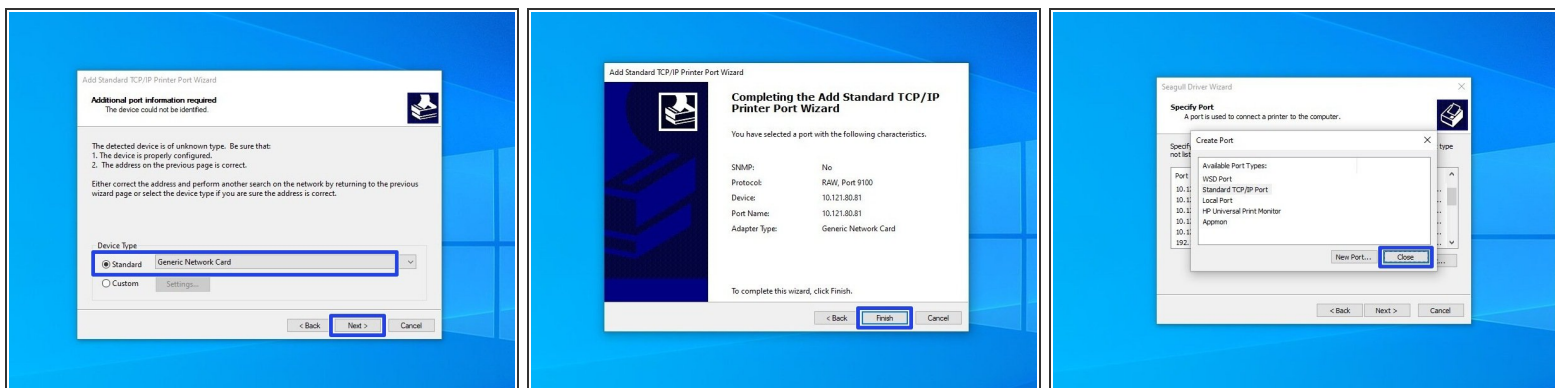 Add Standard TCP/IP Printer Port Wizard
Additional port information required
The device could not be identified.
The detected device is of unknown type. Be sure that:
1. The device is properly configured.
2. The address on the previous page is correct.
Either correct the address and perform another search on the network by returning to the previous
wizard page or select the device type if you are sure the address is correct.
Device Type
Standard Generic Network Card
Custom Settings...
< Back Next > Cancel
Add Standard TCP/IP Printer Port Wizard
Completing the Add Standard TCP/IP
Printer Port Wizard
You have selected a port with the following characteristics.
SNMP: No
Protocol: RAW, Port 9100
Device: 10.121.80.81
Port Name: 10.121.80.81
Adapter Type: Generic Network Card
To complete this wizard, click Finish.
< Back Finish Cancel
Seagull Driver Wizard
Specify Port
A port is used to connect a printer to the computer.
type
not list
Create Port
Available Port Types:
WSD Port
Standard TCP/IP Port
Local Port
HP Universal Print Monitor
Appmon
New Port... Close
Port
192.
< Back Next > Cancel